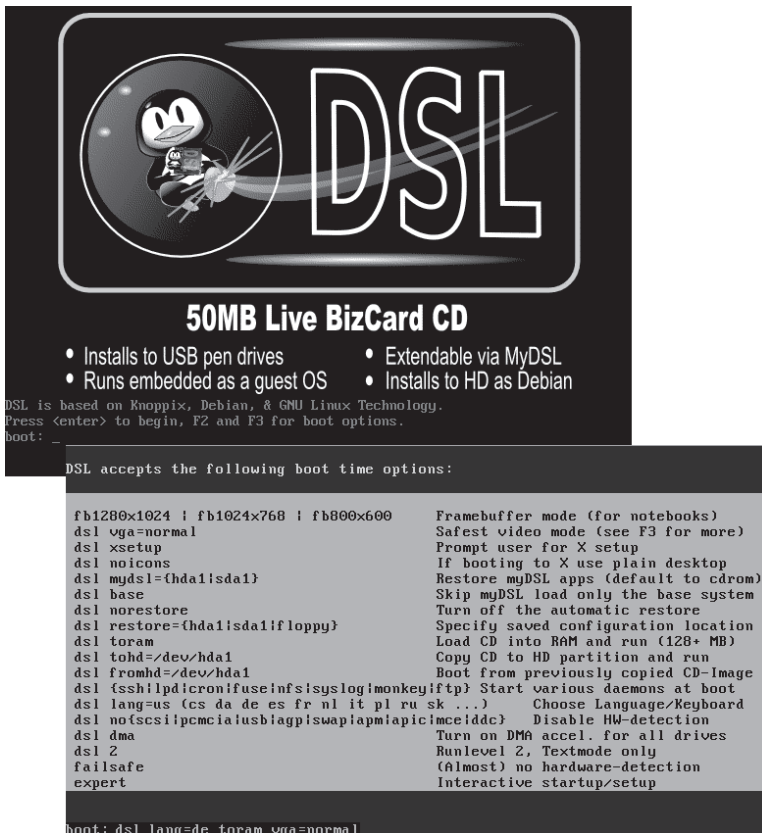 DSL
50MB Live BizCard CD
• Installs to USB pen drives
• Runs embedded as a guest OS
• Extendable via MyDSL
• Installs to HD as Debian
DSL is based on Knoppix, Debian, & GNU Linux Technology.
Press <enter> to begin, F2 and F3 for boot options.
boot: _
DSL accepts the following boot time options:
fb1280x1024 | fb1024x768 | fb800x600 Framebuffer mode (for notebooks)
dsl vga=normal Safest video mode (see F3 for more)
dsl xsetup Prompt user for X setup
dsl noicons If booting to X use plain desktop
dsl mydsl={hda1|sda1} Restore myDSL apps (default to cdrom)
dsl base Skip myDSL load only the base system
dsl norestore Turn off the automatic restore
dsl restore={hda1|sda1|floppy} Specify saved configuration location
dsl toram Load CD into RAM and run (128+ MB)
dsl tohd=/dev/hda1 Copy CD to HD partition and run
dsl fromhd=/dev/hda1 Boot from previously copied CD-Image
dsl {ssh|lpd|cron|fuse|nfs|syslog|monkey|ftp} Start various daemons at boot
dsl lang=us (cs da de es fr nl it pl ru sk ...) Choose Language/Keyboard
dsl no{scsi|pcmcia|usb|agp|swap|apm|apic|mce|ddc} Disable HW-detection
dsl dma Turn on DMA accel. for all drives
dsl 2 Runlevel 2, Textmode only
failsafe (Almost) no hardware-detection
expert Interactive startup/setup
boot: dsl lang=de toram vga=normal